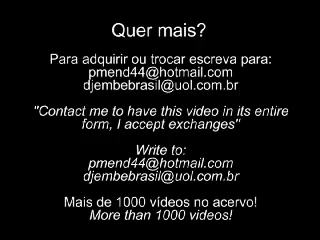 Quer mais?
Para adquirir ou trocar escreva para:
pmend44@hotmail.com
djembebrasil@uol.com.br
"Contact me to have this video in its entire
form, I accept exchanges"
Write to:
pmend44@hotmail.com
djembebrasil@uol.com.br
Mais de 1000 vídeos no acervo!
More than 1000 videos!